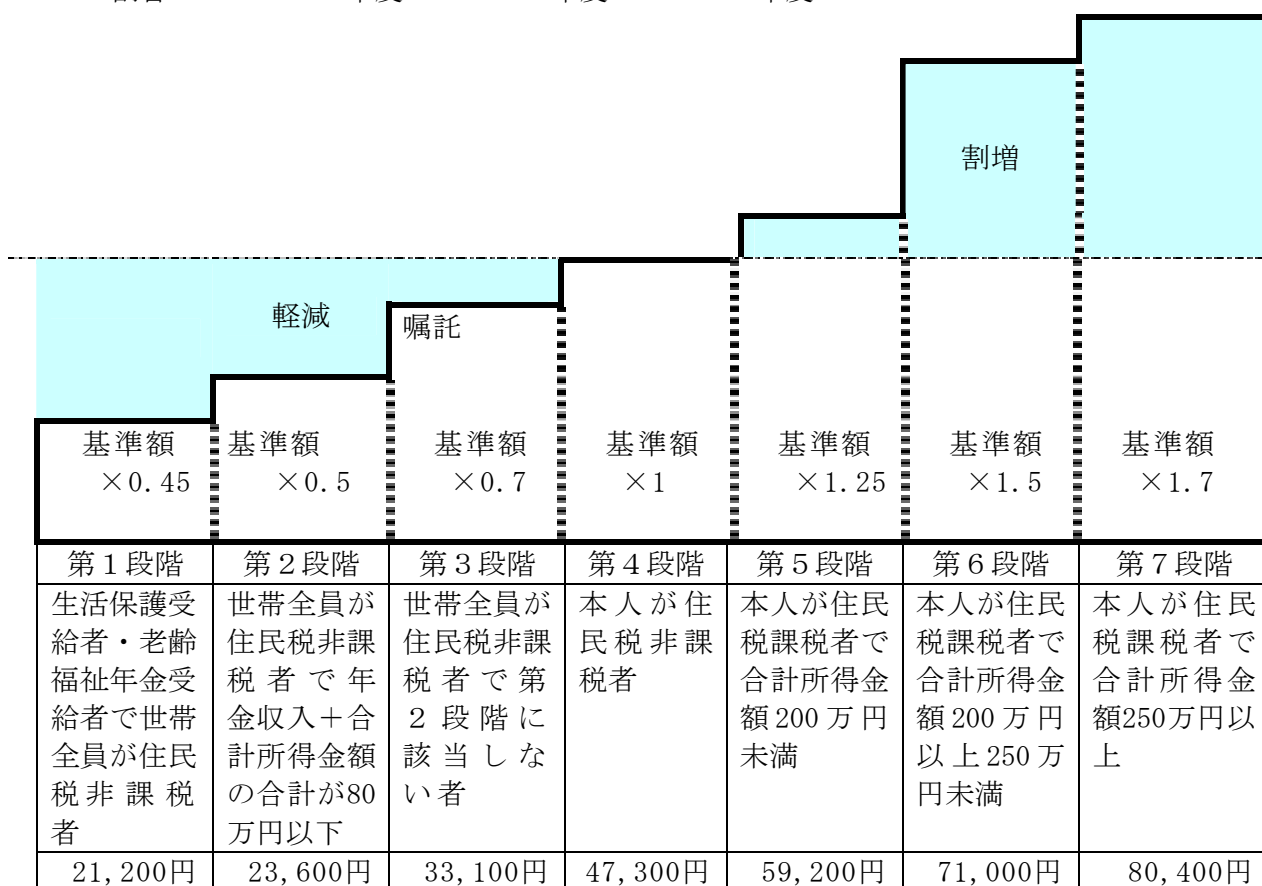 割増
軽減
嘱託
基準額 基準額 基準額 基準額 基準額 基準額 基準額
×0.45 ×0.5 ×0.7 ×1 ×1.25 ×1.5 ×1.7
第1段階 第2段階 第3段階 第4段階 第5段階 第6段階 第7段階
生活保護受
給者・老齢
福祉年金受
給者で世帯
全員が住民
税非課税
者
世帯全員が
住民税非課
税者で年
金収入+合
計所得金額
の合計が80
万円以下
世帯全員が
住民税非課
税者で第
2段階に
該当しな
い者
本人が住
民税非課
税者
本人が住民
税課税者で
合計所得金
額200万円
未満
本人が住民
税課税者で
合計所得金
額200万円
以上250万
円未満
本人が住民
税課税者で
合計所得金
額250万円以
上
21,200円 23,600円 33,100円 47,300円 59,200円 71,000円 80,400円